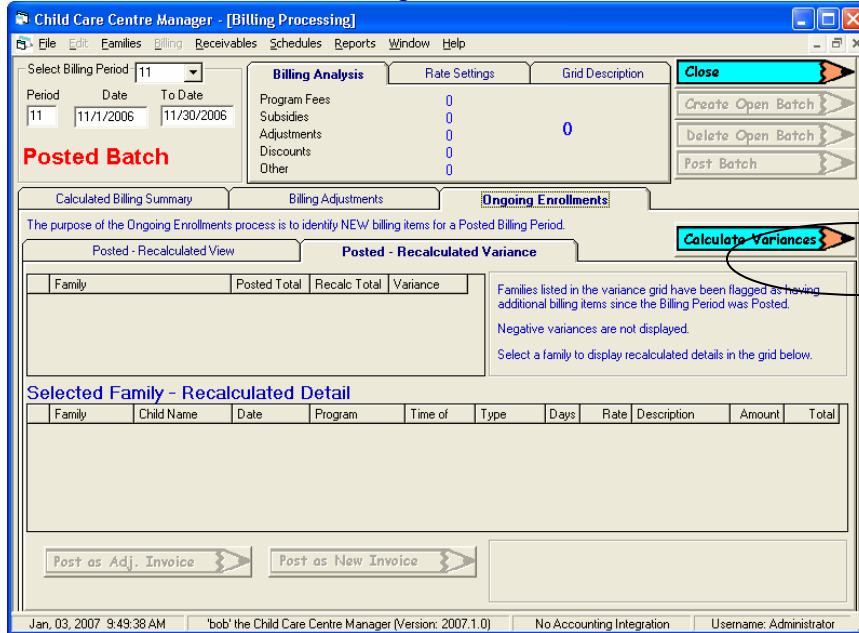 Child Care Centre Manager - [Billing Processing]
File Edit Families Billing Receivables Schedules Reports Window Help
Select Billing Period 11
Period Date To Date
11 11/1/2006 11/30/2006
Posted Batch
Billing Analysis Rate Settings Grid Description
Program Fees 0
Subsidies 0
Adjustments 0
Discounts 0
Other 0
0
Close
Create Open Batch
Delete Open Batch
Post Batch
Calculated Billing Summary Billing Adjustments Ongoing Enrollments
The purpose of the Ongoing Enrollments process is to identify NEW billing items for a Posted Billing Period.
Calculate Variances
Posted - Recalculated View Posted - Recalculated Variance
Family Posted Total Recalc Total Variance
Families listed in the variance grid have been flagged as having
additional billing items since the Billing Period was Posted.
Negative variances are not displayed.
Select a family to display recalculated details in the grid below.
Selected Family - Recalculated Detail
Family Child Name Date Program Time of Type Days Rate Description Amount Total
Post as Adj. Invoice Post as New Invoice
Jan, 03, 2007 9:49:38 AM 'bob' the Child Care Centre Manager (Version: 2007.1.0) No Accounting Integration Username: Administrator